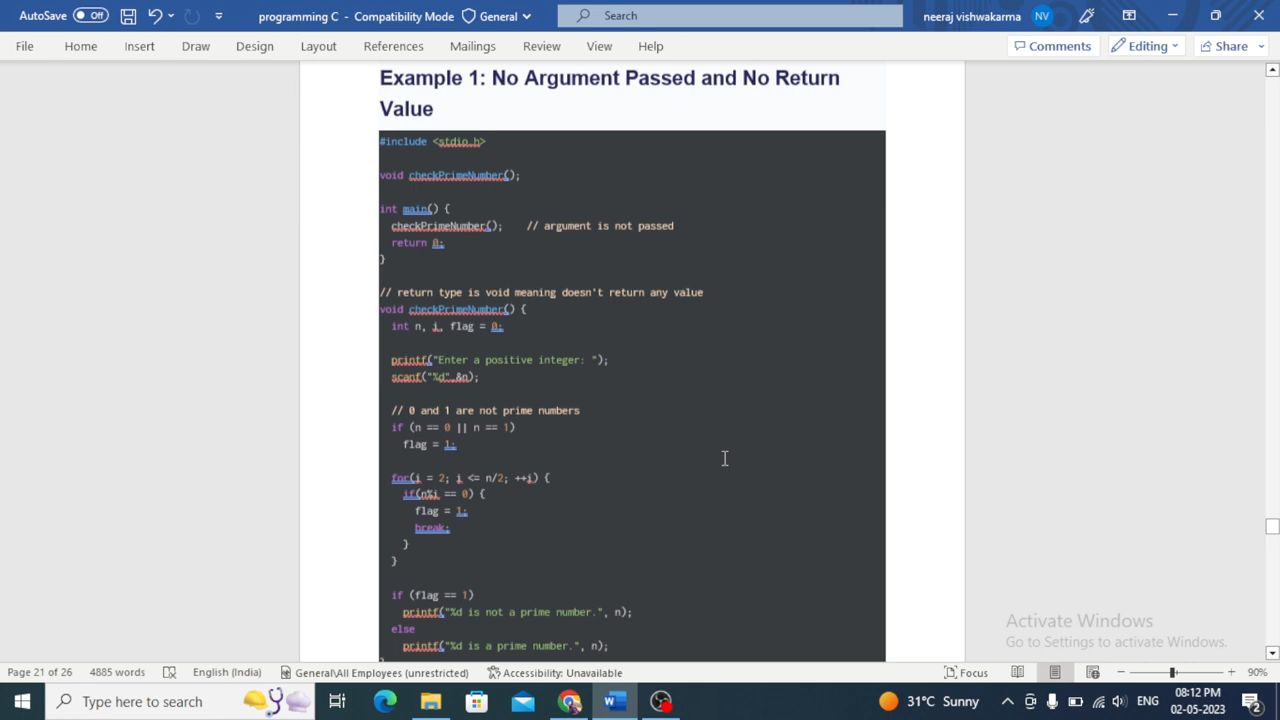 AutoSave Off programming C - Compatibility Mode General Search neeraj vishwakarma NV
File Home Insert Draw Design Layout References Mailings Review View Help Comments Editing Share
Example 1: No Argument Passed and No Return
Value
#include <stdio.h>
void checkPrimeNumber();
int main() {
checkPrimeNumber(); // argument is not passed
return 0;
}
// return type is void meaning doesn't return any value
void checkPrimeNumber() {
int n, i, flag = 0;
printf("Enter a positive integer: ");
scanf("%d",&n);
// 0 and 1 are not prime numbers
if (n == 0 || n == 1)
flag = 1;
for(i = 2; i <= n/2; ++i) {
if(n%i == 0) {
flag = 1;
break;
}
}
if (flag == 1)
printf("%d is not a prime number.", n);
else
printf("%d is a prime number.", n);
}
Activate Windows
Go to Settings to activate Windows.
Page 21 of 26 4885 words English (India) General\All Employees (unrestricted) Accessibility: Unavailable Focus 90%
Type here to search 31°C Sunny ENG 08:12 PM
02-05-2023 2